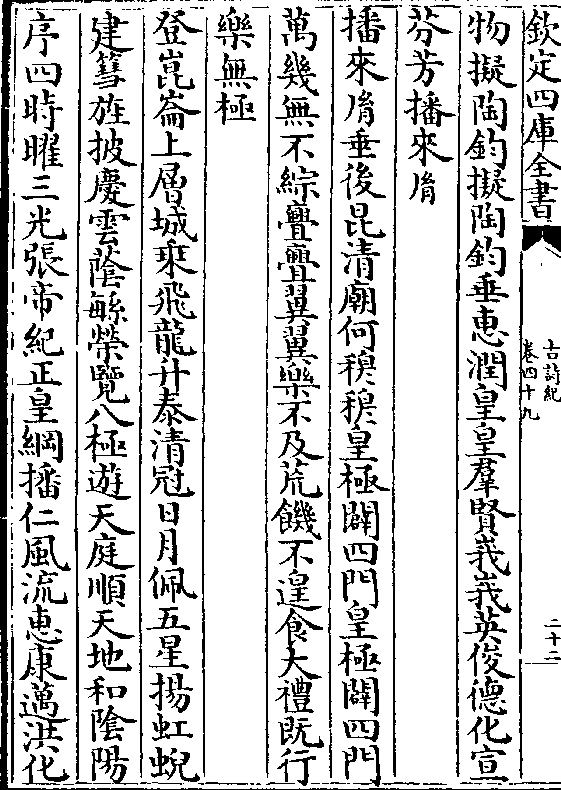 欽定四庫全書
古詩紀
卷四十九
二十二
物擬陶鈞擬陶鈞垂惠潤皇皇羣賢峩峩英俊德化宣
芬芳播來胤
播來胤垂後昆清廟何穆穆皇極闢四門皇極闢四門
萬幾無不綜亹亹翼翼樂不及荒饑不遑食大禮既行
樂無極
登崑崙上層城乘飛龍升泰清冠日月佩五星揚虹蜺
建篲旌披慶雲蔭繁榮覽八極遊天庭順天地和陰陽
序四時曜三光張帝紀正皇綱播仁風流惠康邁洪化